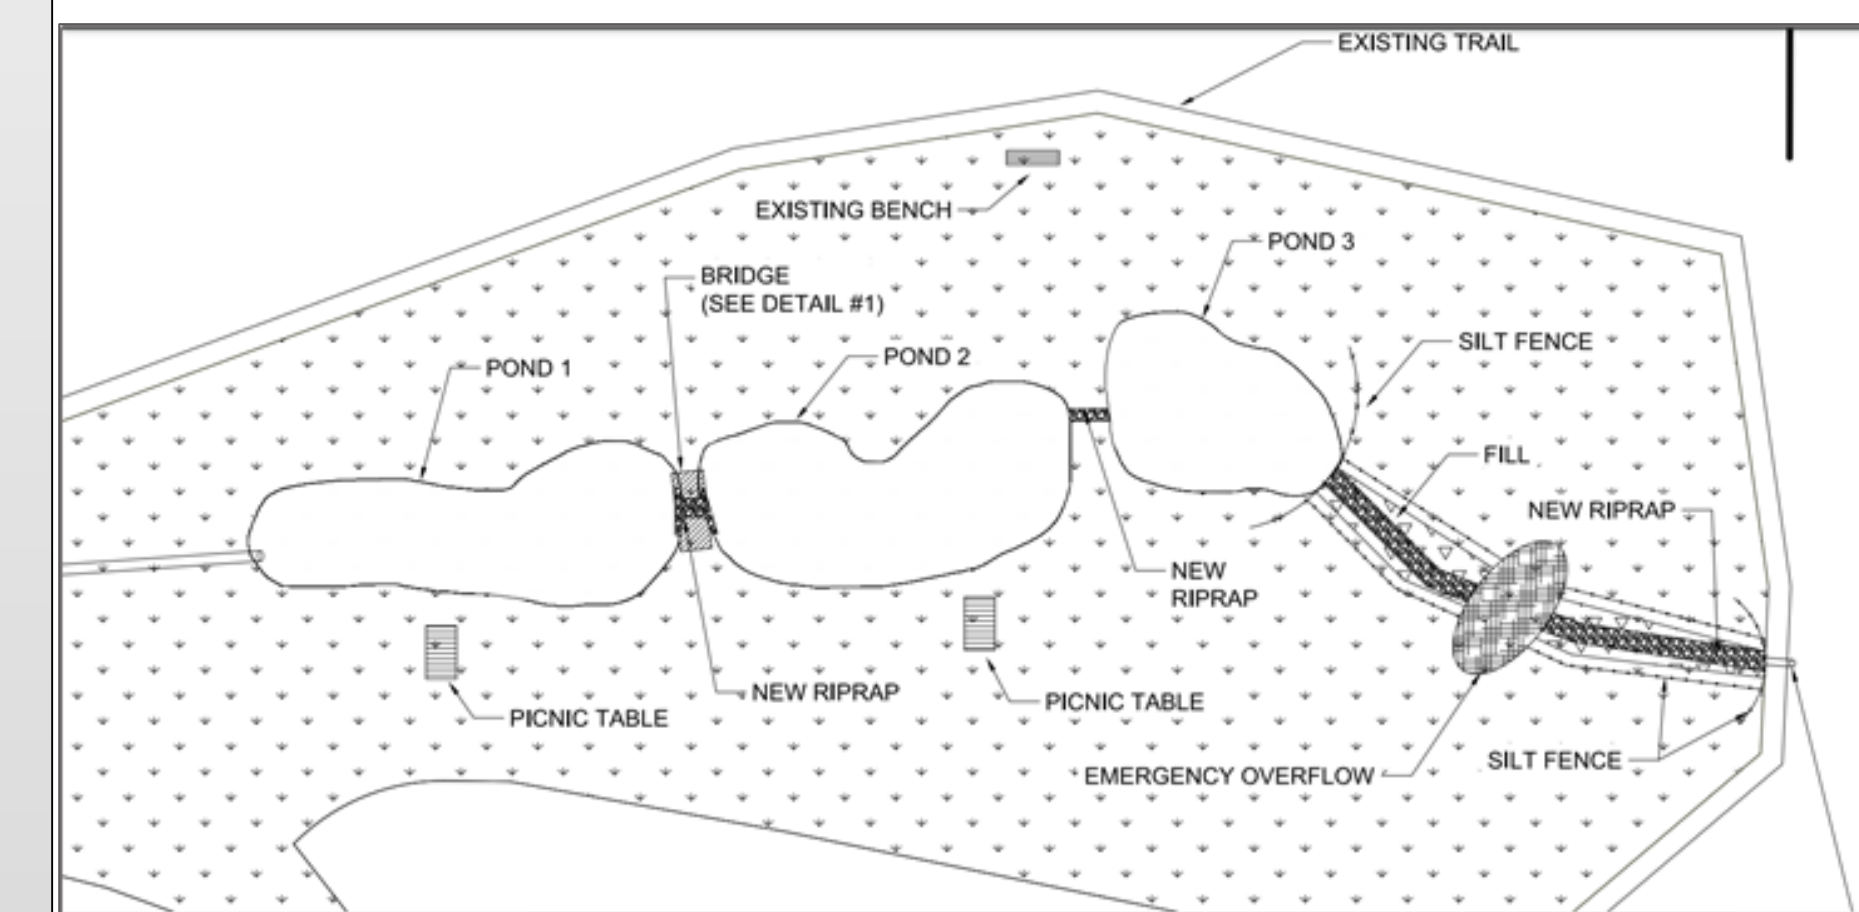 EXISTING TRAIL
EXISTING BENCH
POND 3
BRIDGE
(SEE DETAIL #1)
SILT FENCE
POND 2
POND 1
FILL
NEW RIPRAP
NEW
RIPRAP
NEW RIPRAP
PICNIC TABLE
PICNIC TABLE
SILT FENCE
EMERGENCY OVERFLOW